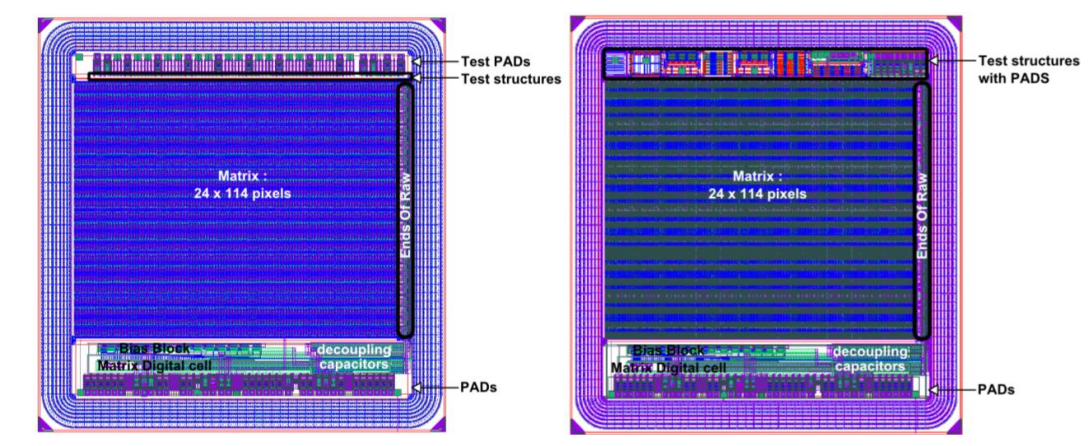 Test PADs
Test structures
Matrix :
24 x 114 pixels
Ends Of Raw
Bias Block
decoupling
Matrix Digital cell
capacitors
PADs
Test structures
with PADS
Matrix :
24 x 114 pixels
Ends Of Raw
Bias Block
decoupling
Matrix Digital cell
capacitors
PADs